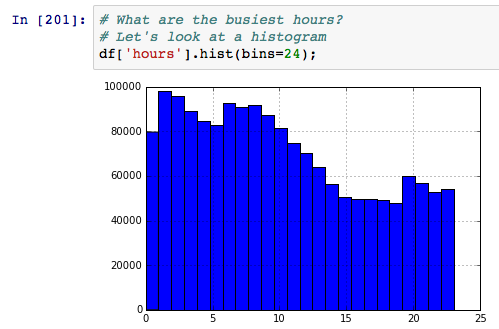 In [201]: # What are the busiest hours?
# Let's look at a histogram
df['hours'].hist(bins=24);
100000
80000
60000
40000
20000
0
0 5 10 15 20 25